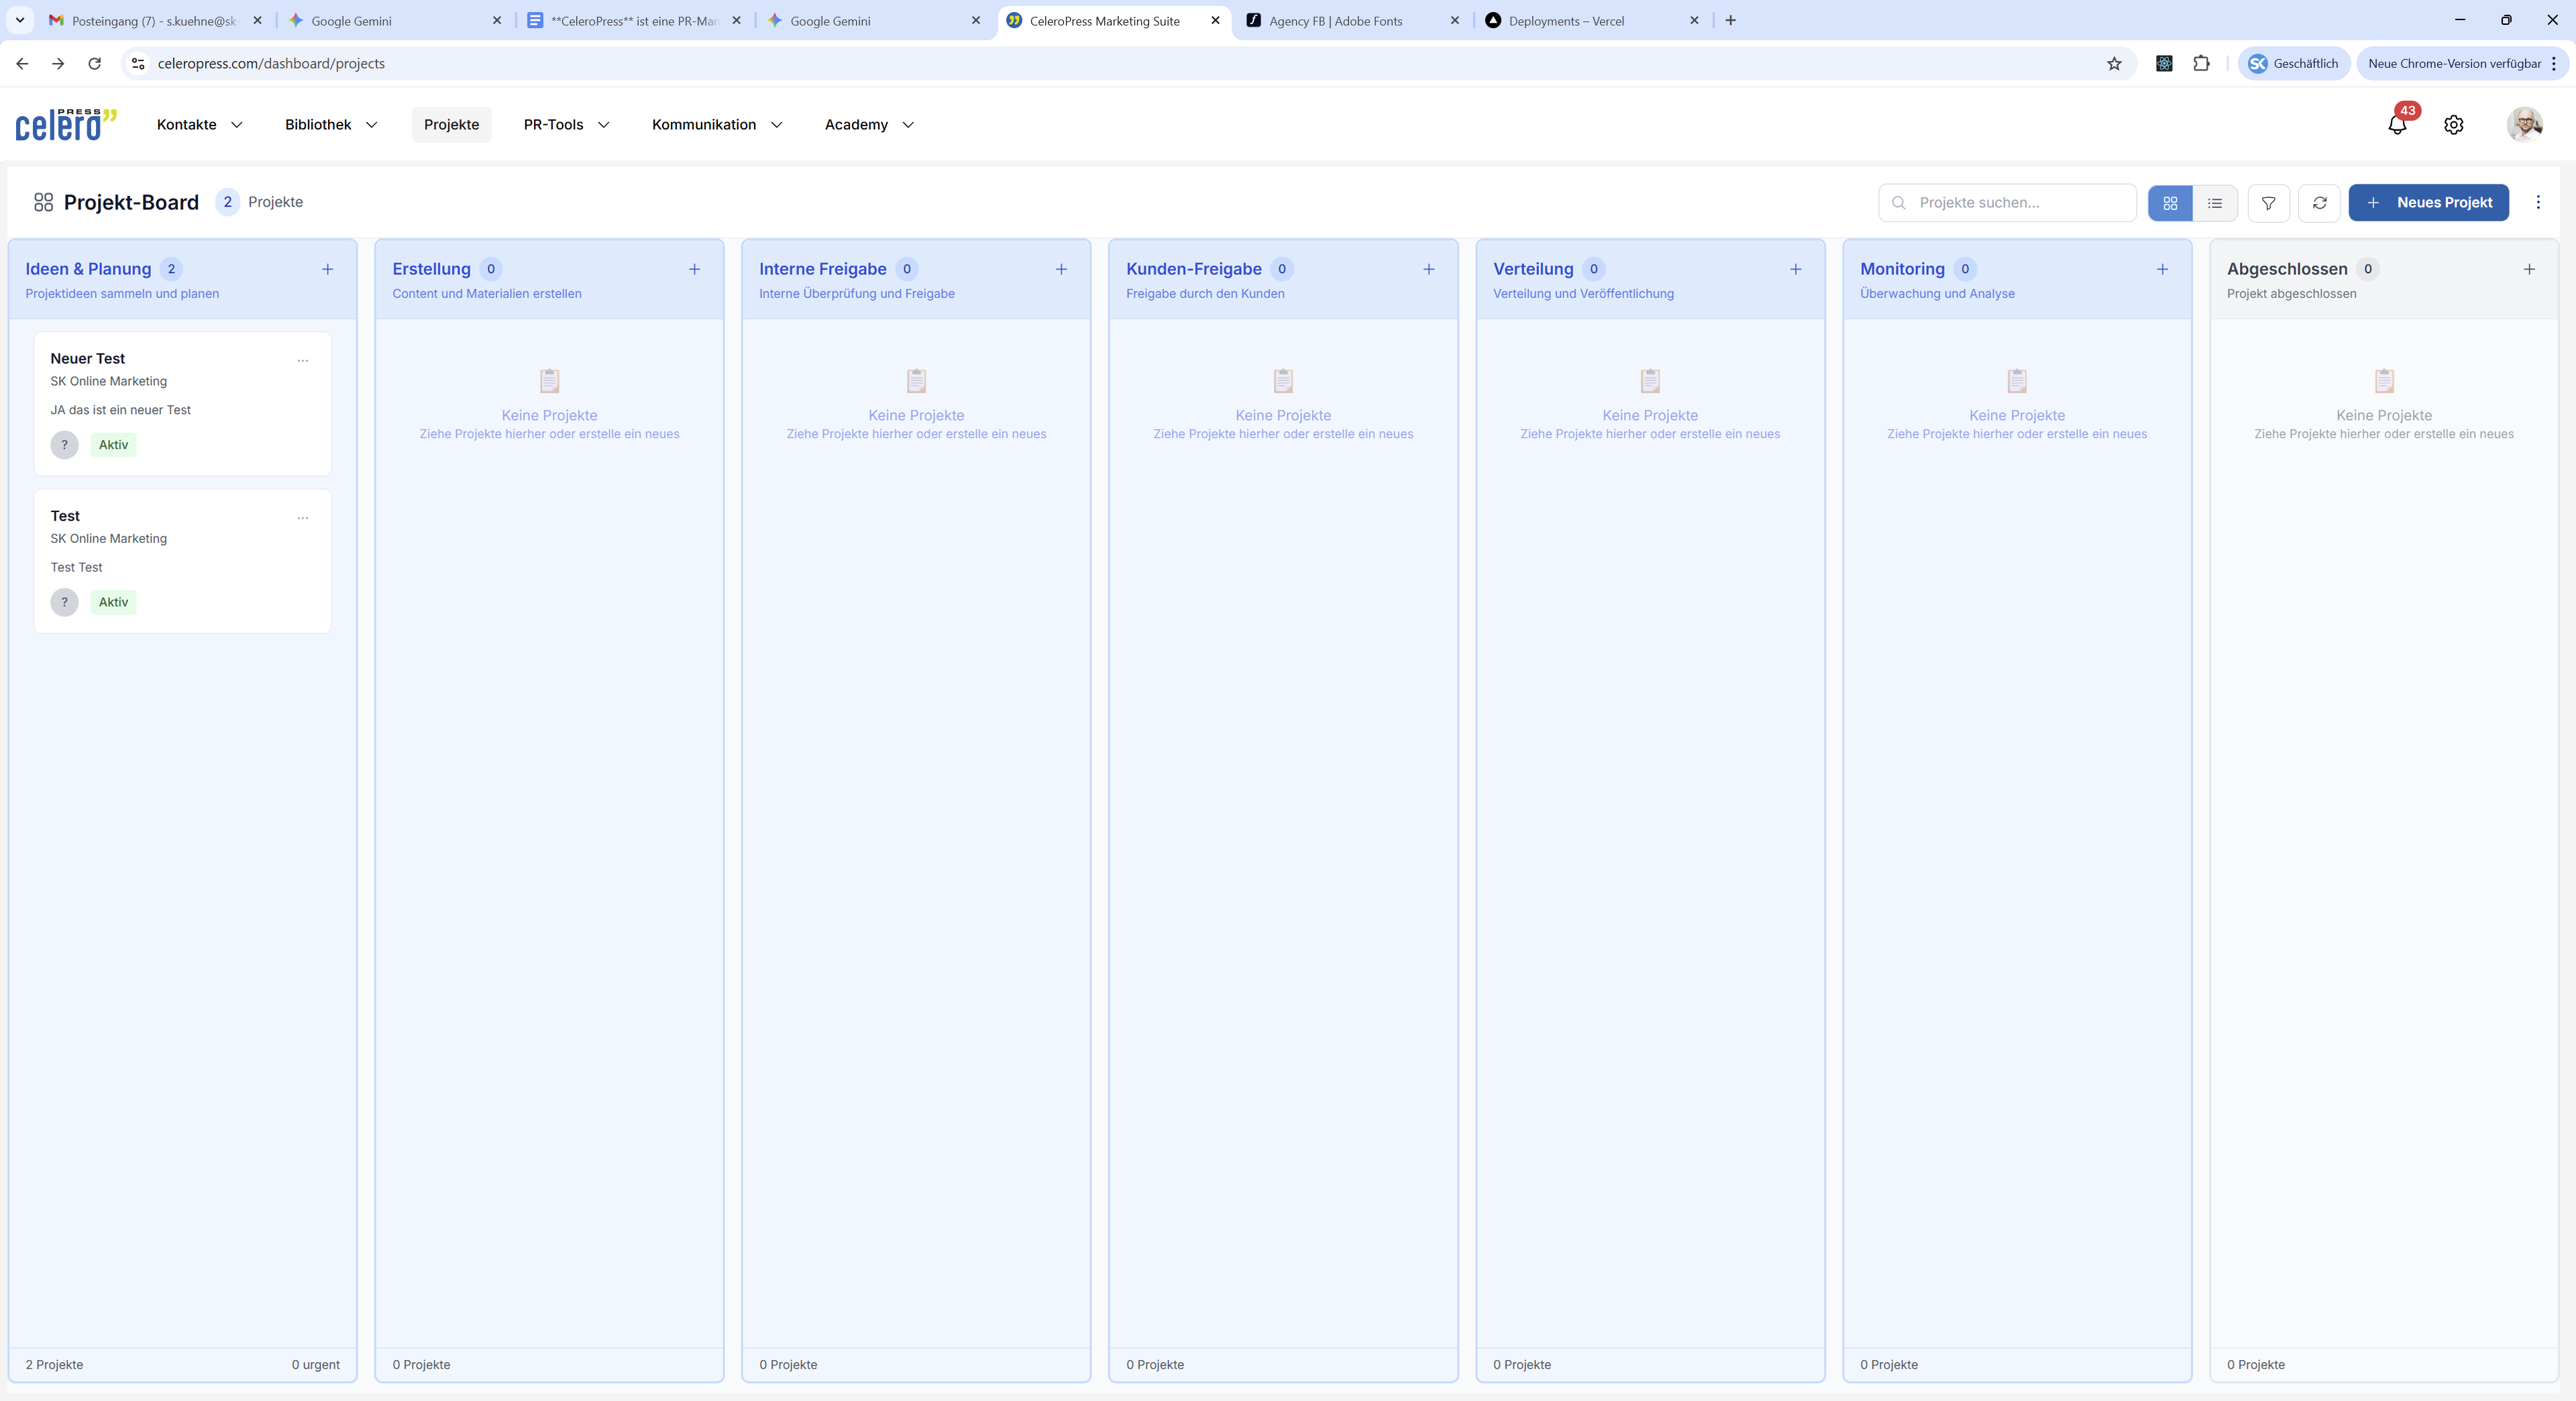 Posteingang (7) - s.kuehne@sk-
Google Gemini
**CeleroPress** ist eine PR-Man
Google Gemini
CeleroPress Marketing Suite
Agency FB | Adobe Fonts
Deployments – Vercel
celeropress.com/dashboard/projects
SK
Geschäftlich
Neue Chrome-Version verfügbar
celero PRESS
Kontakte
Bibliothek
Projekte
PR-Tools
Kommunikation
Academy
43
Projekt-Board
2
Projekte
Projekte suchen...
Neues Projekt
Ideen & Planung 2
Projektideen sammeln und planen
Neuer Test
SK Online Marketing
JA das ist ein neuer Test
? Aktiv
Test
SK Online Marketing
Test Test
? Aktiv
2 Projekte
0 urgent
Erstellung 0
Content und Materialien erstellen
Keine Projekte
Ziehe Projekte hierher oder erstelle ein neues
0 Projekte
Interne Freigabe 0
Interne Überprüfung und Freigabe
Keine Projekte
Ziehe Projekte hierher oder erstelle ein neues
0 Projekte
Kunden-Freigabe 0
Freigabe durch den Kunden
Keine Projekte
Ziehe Projekte hierher oder erstelle ein neues
0 Projekte
Verteilung 0
Verteilung und Veröffentlichung
Keine Projekte
Ziehe Projekte hierher oder erstelle ein neues
0 Projekte
Monitoring 0
Überwachung und Analyse
Keine Projekte
Ziehe Projekte hierher oder erstelle ein neues
0 Projekte
Abgeschlossen 0
Projekt abgeschlossen
Keine Projekte
Ziehe Projekte hierher oder erstelle ein neues
0 Projekte